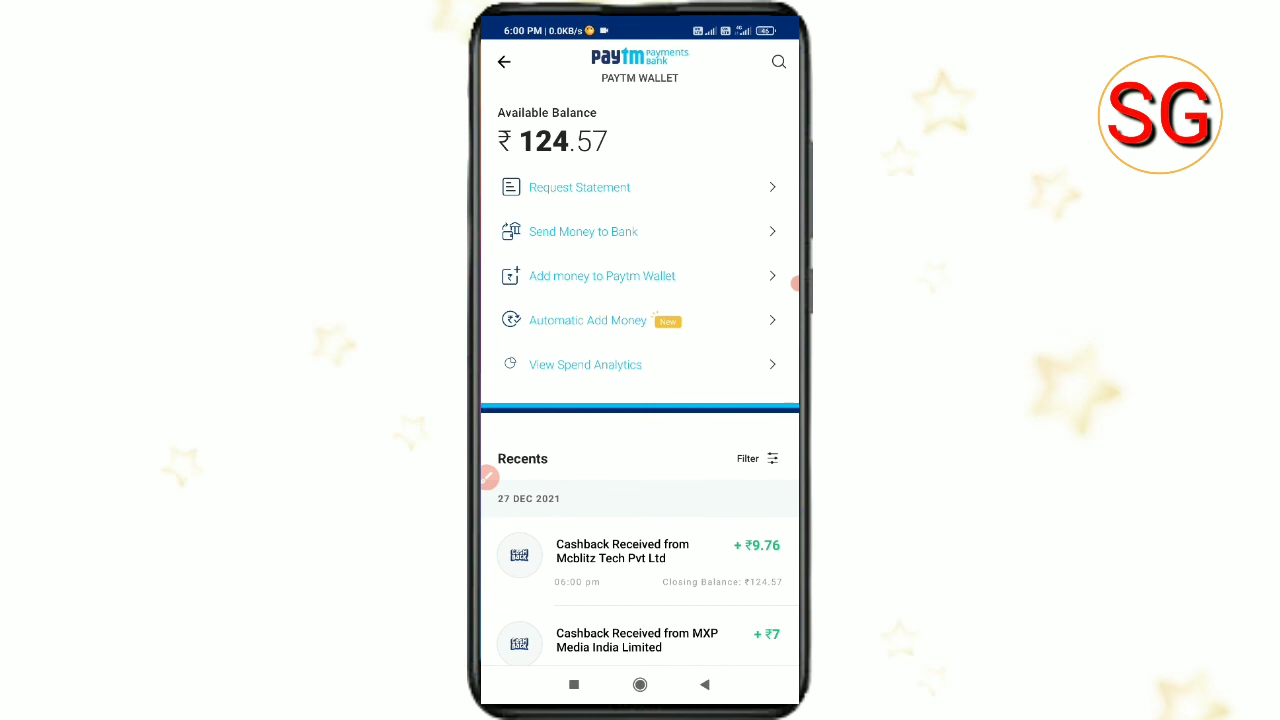 6:00 PM | 0.0KB/s
4G
46
paytm Payments Bank
PAYTM WALLET
SG
Available Balance
₹ 124.57
Request Statement
Send Money to Bank
Add money to Paytm Wallet
Automatic Add Money New
View Spend Analytics
Recents
Filter
27 DEC 2021
Cashback Received from
Mcblitz Tech Pvt Ltd
+ ₹9.76
06:00 pm
Closing Balance: ₹124.57
Cashback Received from MXP
Media India Limited
+ ₹7